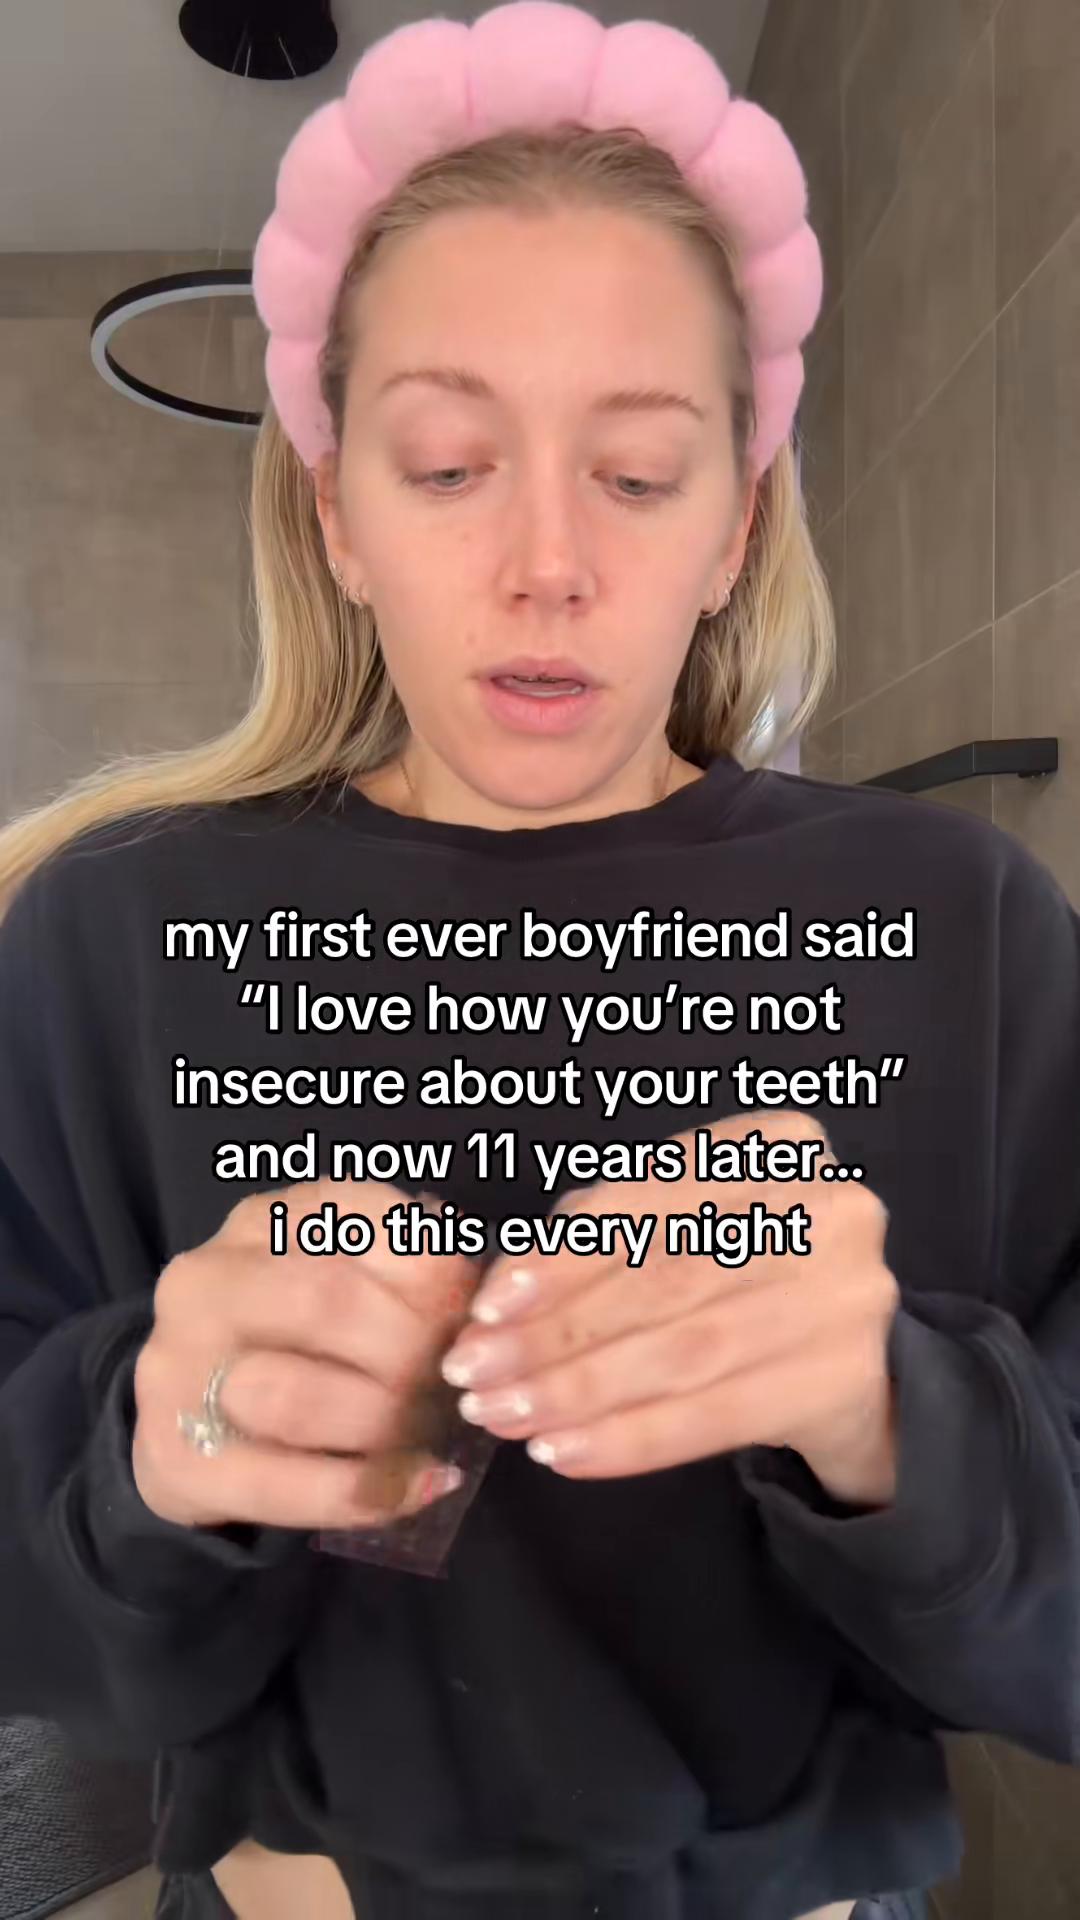 my first ever boyfriend said
“I love how you’re not
insecure about your teeth”
and now 11 years later...
i do this every night